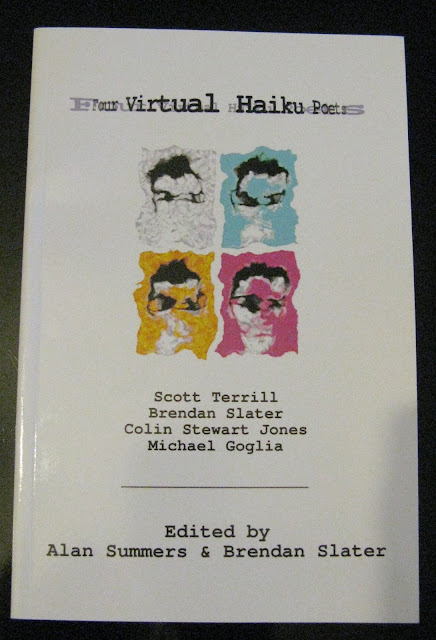 Four Virtual Haiku Poets
Scott Terrill
Brendan Slater
Colin Stewart Jones
Michael Goglia
Edited by
Alan Summers & Brendan Slater